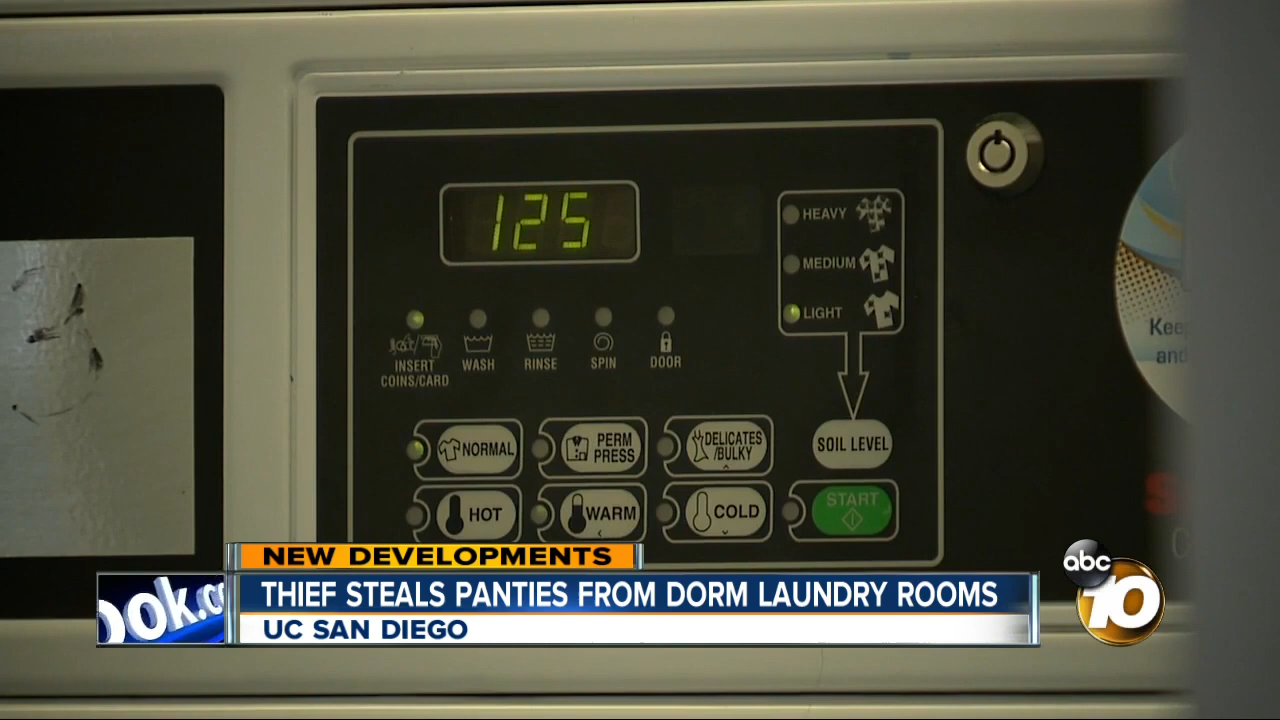 125
HEAVY
MEDIUM
LIGHT
INSERT
COINS/CARD
WASH
RINSE
SPIN
DOOR
NORMAL
PERM
PRESS
DELICATES
/BULKY
SOIL LEVEL
HOT
WARM
COLD
START
and
NEW DEVELOPMENTS
THIEF STEALS PANTIES FROM DORM LAUNDRY ROOMS
UC SAN DIEGO
abc
10